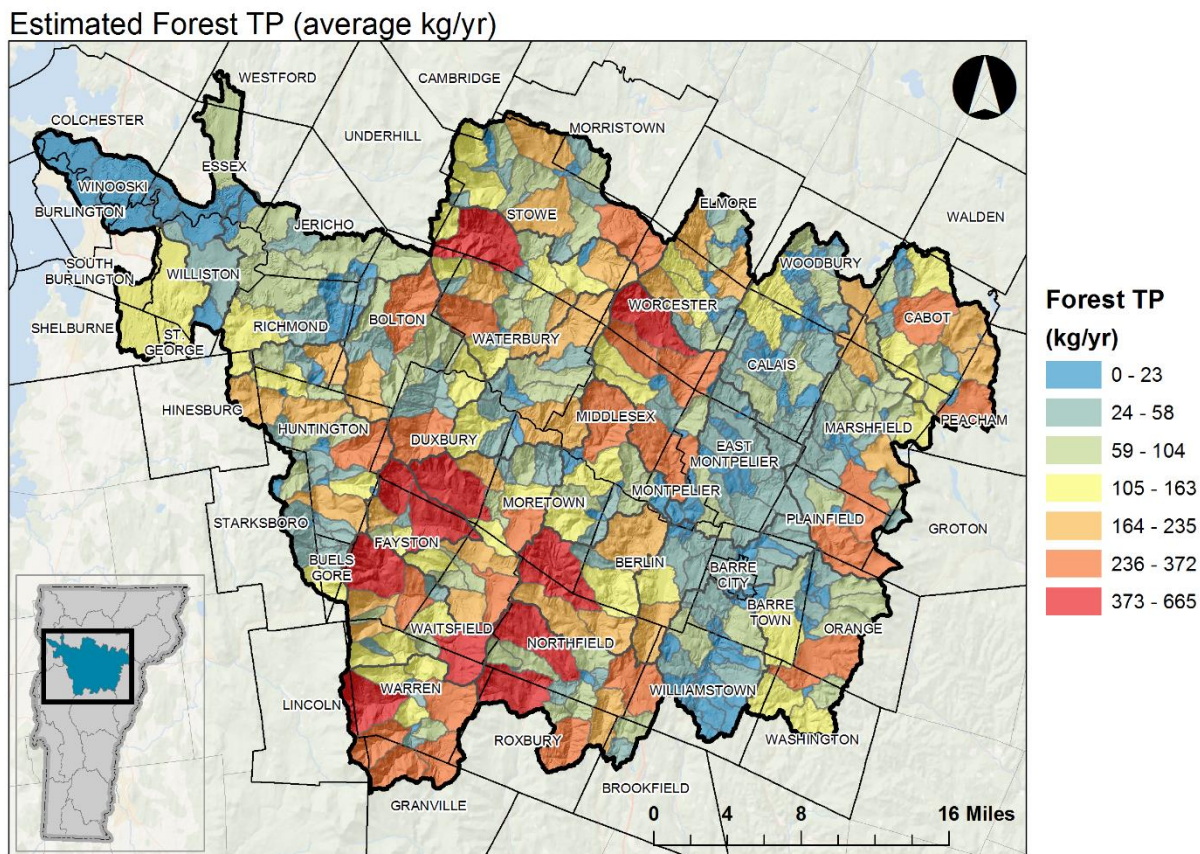 Estimated Forest TP (average kg/yr)
WESTFORD
CAMBRIDGE
COLCHESTER
UNDERHILL
MORRISTOWN
ESSEX
WINOOSKI
ELMORE
WALDEN
BURLINGTON
JERICHO
STOWE
SOUTH
BURLINGTON
WILLISTON
WOODBURY
WORCESTER
CABOT
SHELBURNE
ST.
GEORGE
RICHMOND
BOLTON
WATERBURY
CALAIS
HINESBURG
HUNTINGTON
DUXBURY
MIDDLESEX
MARSHFIELD
PEACHAM
EAST
MONTPELIER
STARKSBORO
MORETOWN
MONTPELIER
PLAINFIELD
GROTON
BUELS
GORE
FAYSTON
BERLIN
BARRE
CITY
BARRE
TOWN
ORANGE
WAITSFIELD
NORTHFIELD
LINCOLN
WARREN
WILLIAMSTOWN
ROXBURY
WASHINGTON
BROOKFIELD
GRANVILLE
0 4 8 16 Miles
Forest TP
(kg/yr)
0 - 23
24 - 58
59 - 104
105 - 163
164 - 235
236 - 372
373 - 665